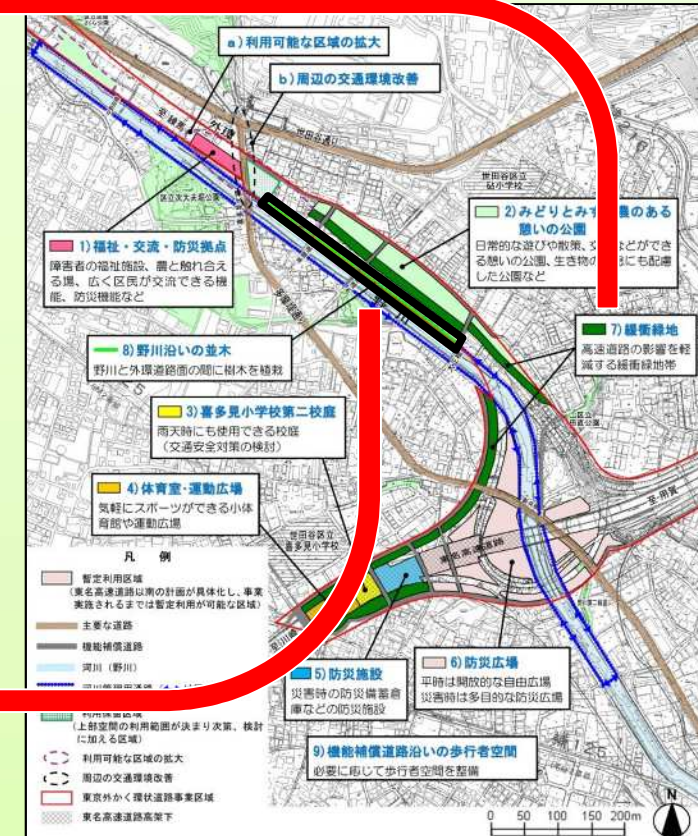 a)利用可能な区域の拡大
b)周辺の交通環境改善
外環
世田谷通り
世田谷区立
砧小学校
区立次大夫堀公園
1)福祉・交流・防災拠点
障害者の福祉施設、農と触れ合え
る場、広く区民が交流できる機
能、防災機能など
2)みどりとみず
農のある
憩いの公園
日常的な遊びや散策、交
などができ
る憩いの公園、生き物の
にも配慮
した公園など
7)緩衝緑地
高速道路の影響を軽
減する緩衝緑地帯
8)野川沿いの並木
野川と外環道路面の間に樹木を植栽
多摩堤通り
3)喜多見小学校第二校庭
雨天時にも使用できる校庭
(交通安全対策の検討)
4)体育室・運動広場
気軽にスポーツができる小体
育館や運動広場
世田谷区立
喜多見小学校
東名高速道路
至用賀
至川崎
5)防災施設
災害時の防災備蓄倉
庫などの防災施設
6)防災広場
平時は開放的な自由広場
災害時は多目的な防災広場
9)機能補償道路沿いの歩行者空間
必要に応じて歩行者空間を整備
補125
凡 例
暫定利用区域
(東名高速道路以南の計画が具体化し、事業
実施されるまでは暫定利用が可能な区域)
主要な道路
機能補償道路
河川(野川)
(上部空間の利用範囲が決まり次第、検討
に加える区域)
利用可能な区域の拡大
周辺の交通環境改善
東京外かく環状道路事業区域
東名高速道路高架下
N
0 50 100 150 200m